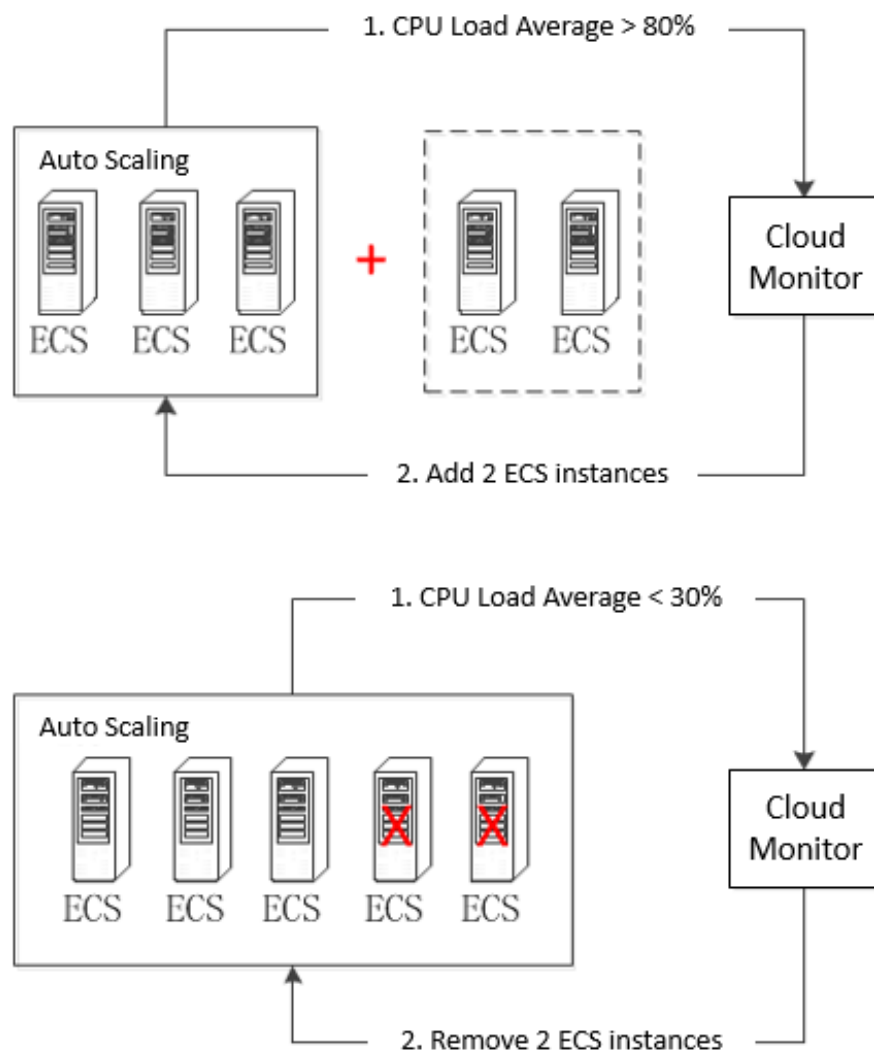 1. CPU Load Average > 80%
Auto Scaling
ECS ECS ECS
+
ECS ECS
Cloud
Monitor
2. Add 2 ECS instances
1. CPU Load Average < 30%
Auto Scaling
X X
ECS ECS ECS ECS ECS
Cloud
Monitor
2. Remove 2 ECS instances